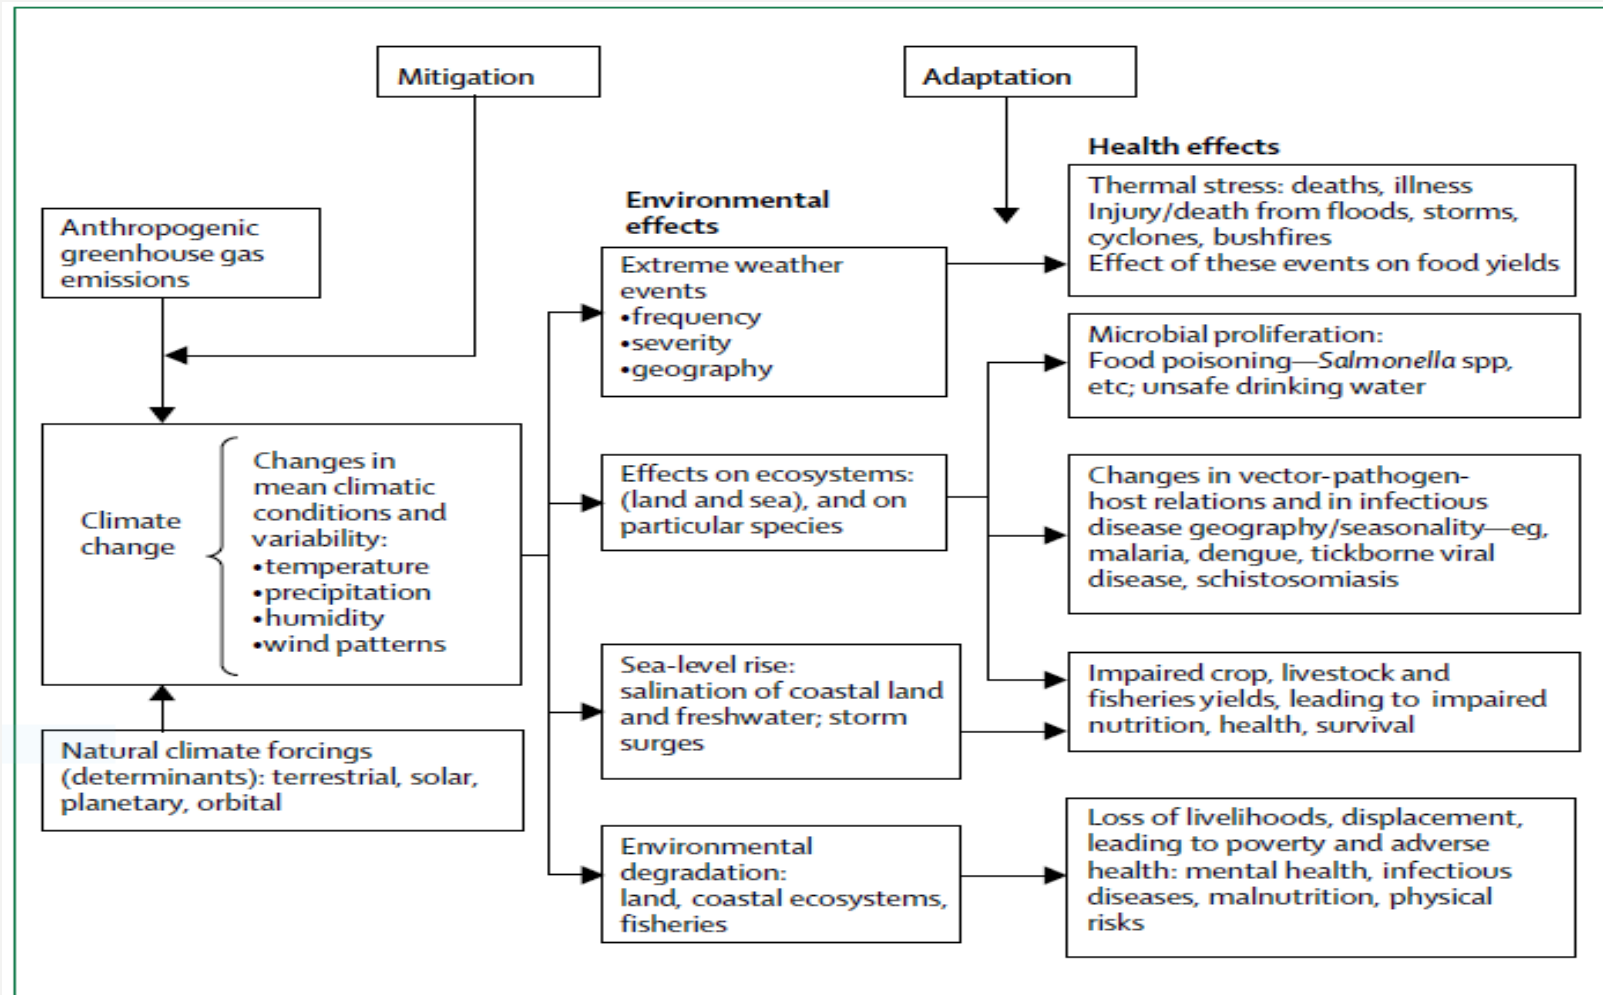 Mitigation
Adaptation
Anthropogenic
greenhouse gas
emissions
Climate
change
Changes in
mean climatic
conditions and
variability:
•temperature
•precipitation
•humidity
•wind patterns
Natural climate forcings
(determinants): terrestrial, solar,
planetary, orbital
Environmental
effects
Extreme weather
events
•frequency
•severity
•geography
Effects on ecosystems:
(land and sea), and on
particular species
Sea-level rise:
salination of coastal land
and freshwater; storm
surges
Environmental
degradation:
land, coastal ecosystems,
fisheries
Health effects
Thermal stress: deaths, illness
Injury/death from floods, storms,
cyclones, bushfires
Effect of these events on food yields
Microbial proliferation:
Food poisoning—Salmonella spp,
etc; unsafe drinking water
Changes in vector-pathogen-
host relations and in infectious
disease geography/seasonality—eg,
malaria, dengue, tickborne viral
disease, schistosomiasis
Impaired crop, livestock and
fisheries yields, leading to impaired
nutrition, health, survival
Loss of livelihoods, displacement,
leading to poverty and adverse
health: mental health, infectious
diseases, malnutrition, physical
risks